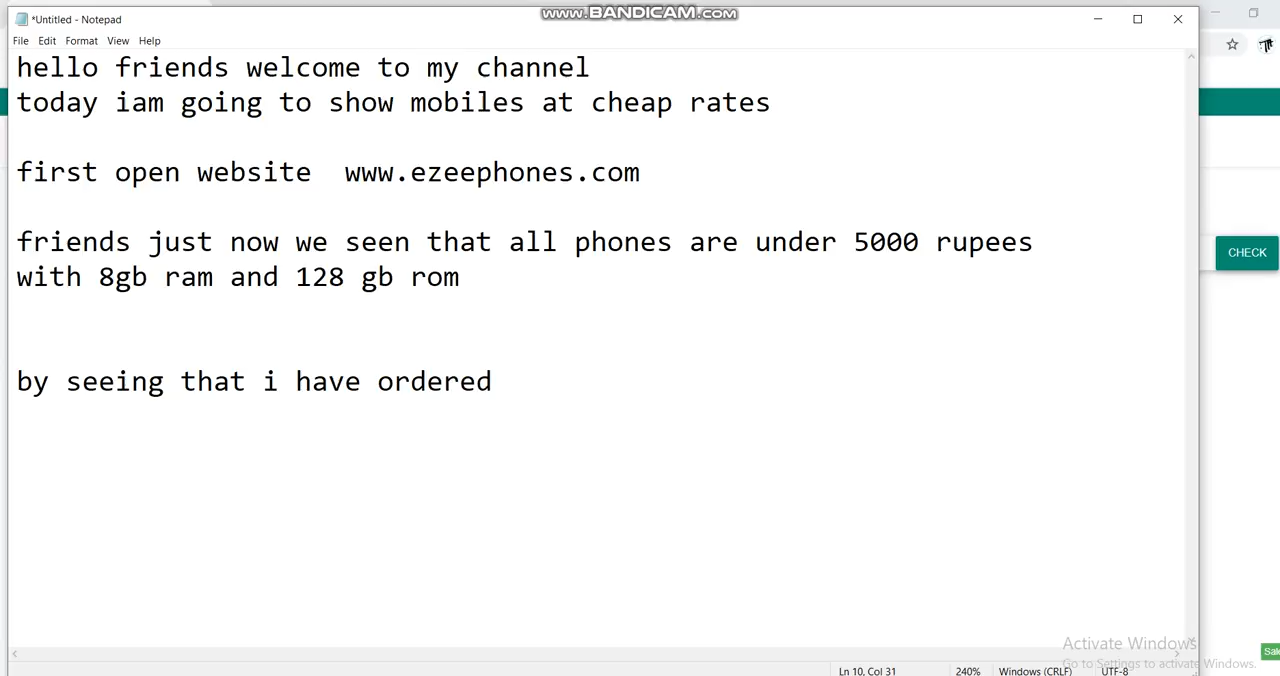 www.BANDICAM.com
*Untitled - Notepad
File Edit Format View Help
hello friends welcome to my channel
today iam going to show mobiles at cheap rates
first open website  www.ezeephones.com
friends just now we seen that all phones are under 5000 rupees
with 8gb ram and 128 gb rom
CHECK
by seeing that i have ordered
Activate Windows
Go to Settings to activate Windows.
Ln 10, Col 31 240% Windows (CRLF) UTF-8